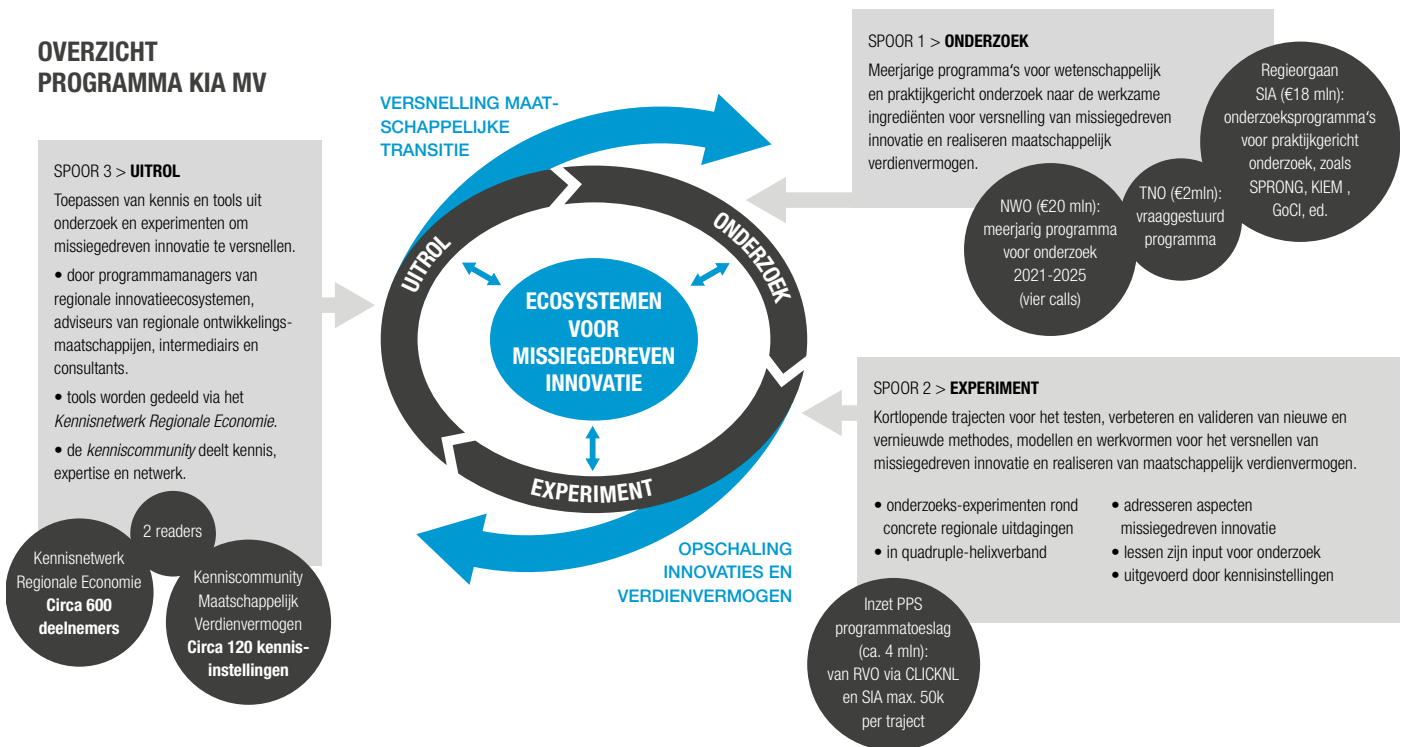 OVERZICHT
PROGRAMMA KIA MV
SPOOR 3 > UITROL
Toepassen van kennis en tools uit
onderzoek en experimenten om
missiegedreven innovatie te versnellen.
• door programmamanagers van
regionale innovatieecosystemen,
adviseurs van regionale ontwikkelings-
maatschappijen, intermediairs en
consultants.
• tools worden gedeeld via het
Kennisnetwerk Regionale Economie.
• de kenniscommunity deelt kennis,
expertise en netwerk.
2 readers
Kennisnetwerk
Regionale Economie
Circa 600
deelnemers
Kenniscommunity
Maatschappelijk
Verdienvermogen
Circa 120 kennis-
instellingen
VERSNELLING MAAT-
SCHAPPELIJKE
TRANSITIE
UITROL
ONDERZOEK
EXPERIMENT
ECOSYSTEMEN
VOOR
MISSIEGEDREVEN
INNOVATIE
OPSCHALING
INNOVATIES EN
VERDIENVERMOGEN
SPOOR 1 > ONDERZOEK
Meerjarige programma's voor wetenschappelijk
en praktijkgericht onderzoek naar de werkzame
ingrediënten voor versnelling van missiegedreven
innovatie en realiseren maatschappelijk
verdienvermogen.
NWO (€20 mln):
meerjarig programma
voor onderzoek
2021-2025
(vier calls)
TNO (€2mln):
vraaggestuurd
programma
Regieorgaan
SIA (€18 mln):
onderzoeksprogramma's
voor praktijkgericht
onderzoek, zoals
SPRONG, KIEM ,
GoCI, ed.
SPOOR 2 > EXPERIMENT
Kortlopende trajecten voor het testen, verbeteren en valideren van nieuwe en
vernieuwde methodes, modellen en werkvormen voor het versnellen van
missiegedreven innovatie en realiseren van maatschappelijk verdienvermogen.
• onderzoeks-experimenten rond
concrete regionale uitdagingen
• in quadruple-helixverband
• adresseren aspecten
missiegedreven innovatie
• lessen zijn input voor onderzoek
• uitgevoerd door kennisinstellingen
Inzet PPS
programmatoeslag
(ca. 4 mln):
van RVO via CLICKNL
en SIA max. 50k
per traject